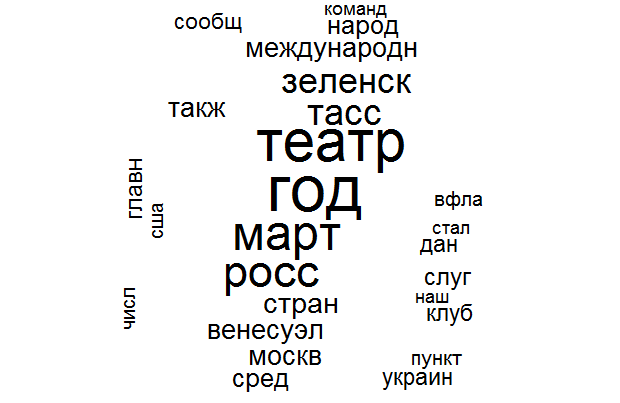 команд
сообщ
народ
международн
зеленск
такж
тасс
театр
год
главн
сша
вфла
март
стал
дан
росс
слуг
наш
числ
стран
клуб
венесуэл
москв
пункт
сред
украин